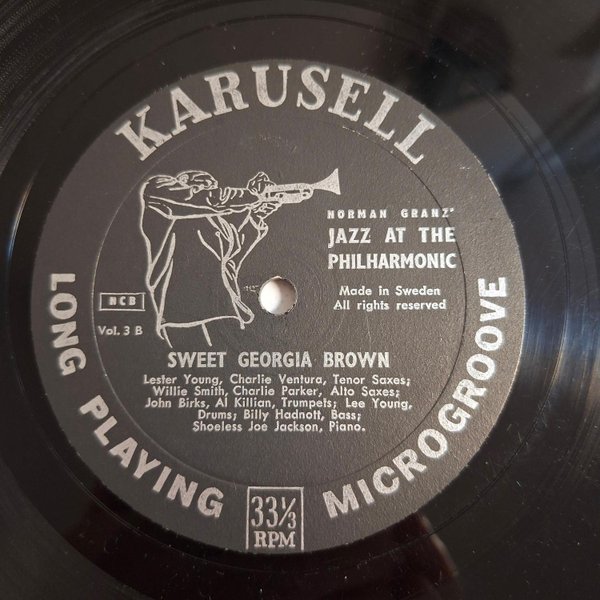 KARUSELL
NORMAN GRANZ'
JAZZ AT THE
PHILHARMONIC
Made in Sweden
All rights reserved
NCB
Vol. 3 B
SWEET GEORGIA BROWN
Lester Young, Charlie Ventura, Tenor Saxes;
Willie Smith, Charlie Parker, Alto Saxes;
John Birks, Al Killian, Trumpets; Lee Young,
Drums; Billy Hadnott, Bass;
Shoeless Joe Jackson, Piano.
LONG PLAYING
33⅓
RPM
MICROGROOVE